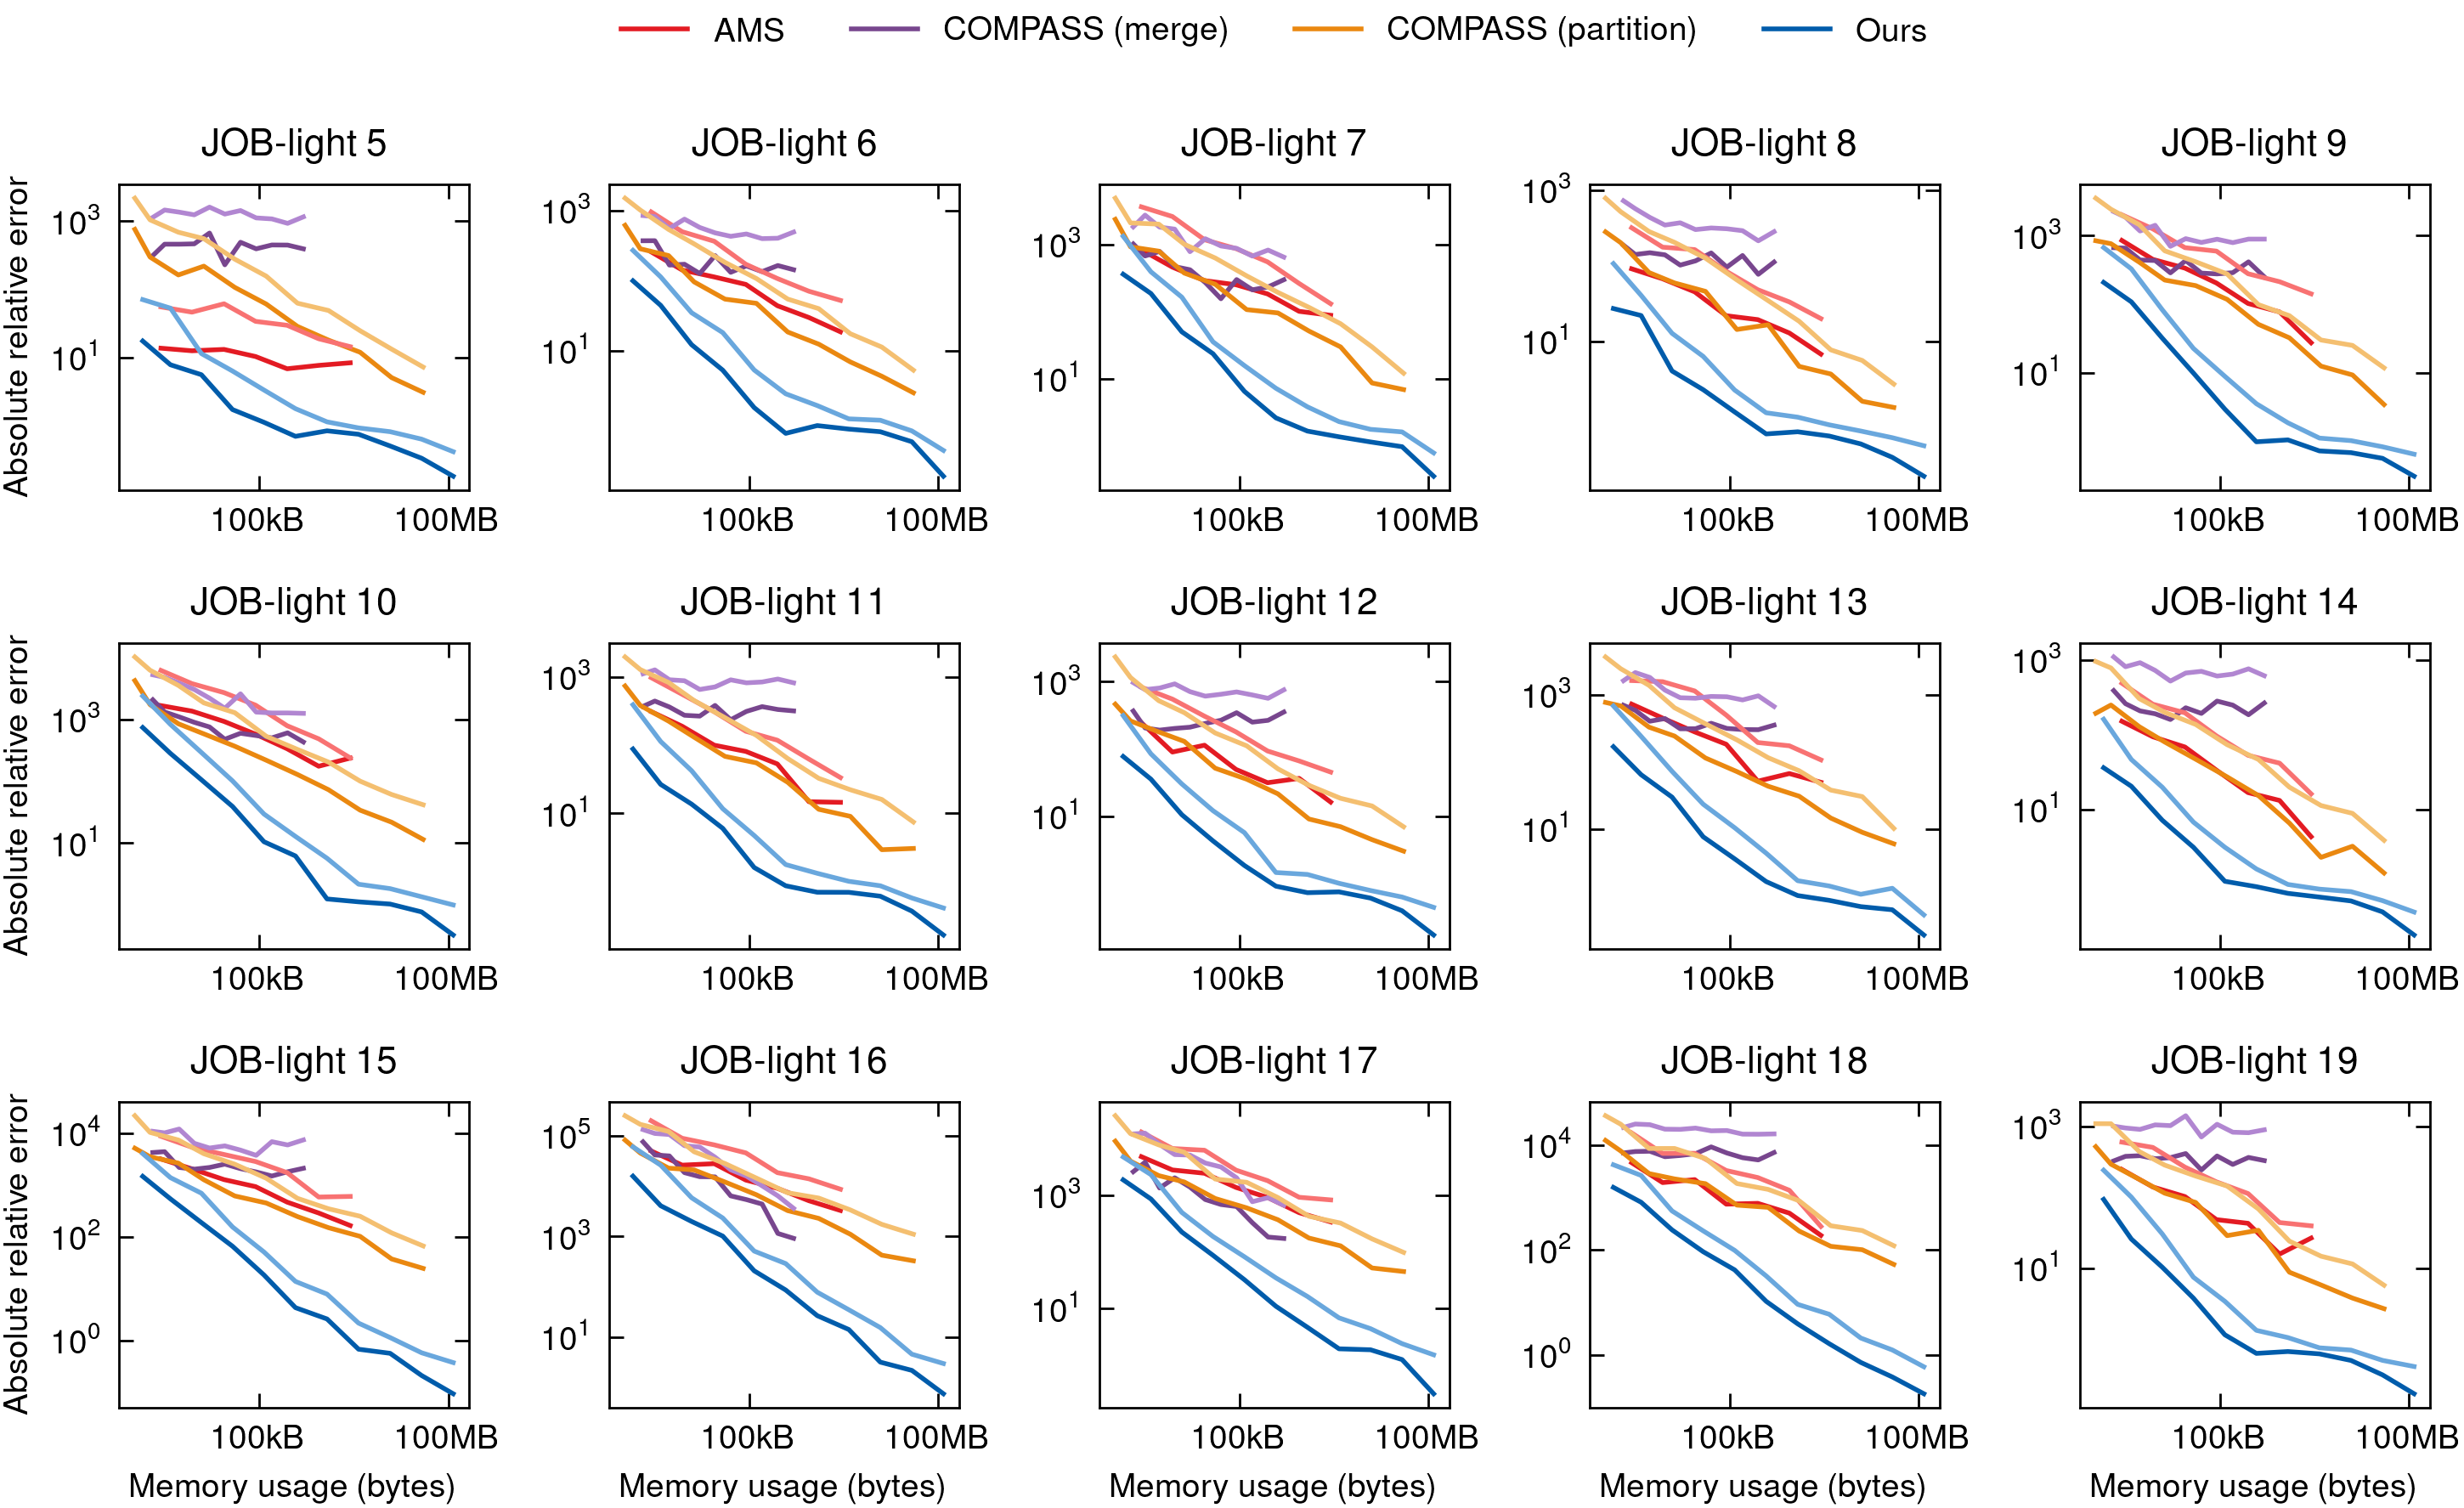 AMS COMPASS (merge) COMPASS (partition) Ours
JOB-light 5 JOB-light 6 JOB-light 7 JOB-light 8 JOB-light 9
Absolute relative error
10^3 10^1 10^3 10^1 10^3 10^1 10^3 10^1 10^3 10^1
100kB 100MB 100kB 100MB 100kB 100MB 100kB 100MB 100kB 100MB
JOB-light 10 JOB-light 11 JOB-light 12 JOB-light 13 JOB-light 14
Absolute relative error
10^3 10^1 10^3 10^1 10^3 10^1 10^3 10^1 10^3 10^1
100kB 100MB 100kB 100MB 100kB 100MB 100kB 100MB 100kB 100MB
JOB-light 15 JOB-light 16 JOB-light 17 JOB-light 18 JOB-light 19
Absolute relative error
10^4 10^2 10^0 10^5 10^3 10^1 10^3 10^1 10^4 10^2 10^0 10^3 10^1
100kB 100MB 100kB 100MB 100kB 100MB 100kB 100MB 100kB 100MB
Memory usage (bytes) Memory usage (bytes) Memory usage (bytes) Memory usage (bytes) Memory usage (bytes)